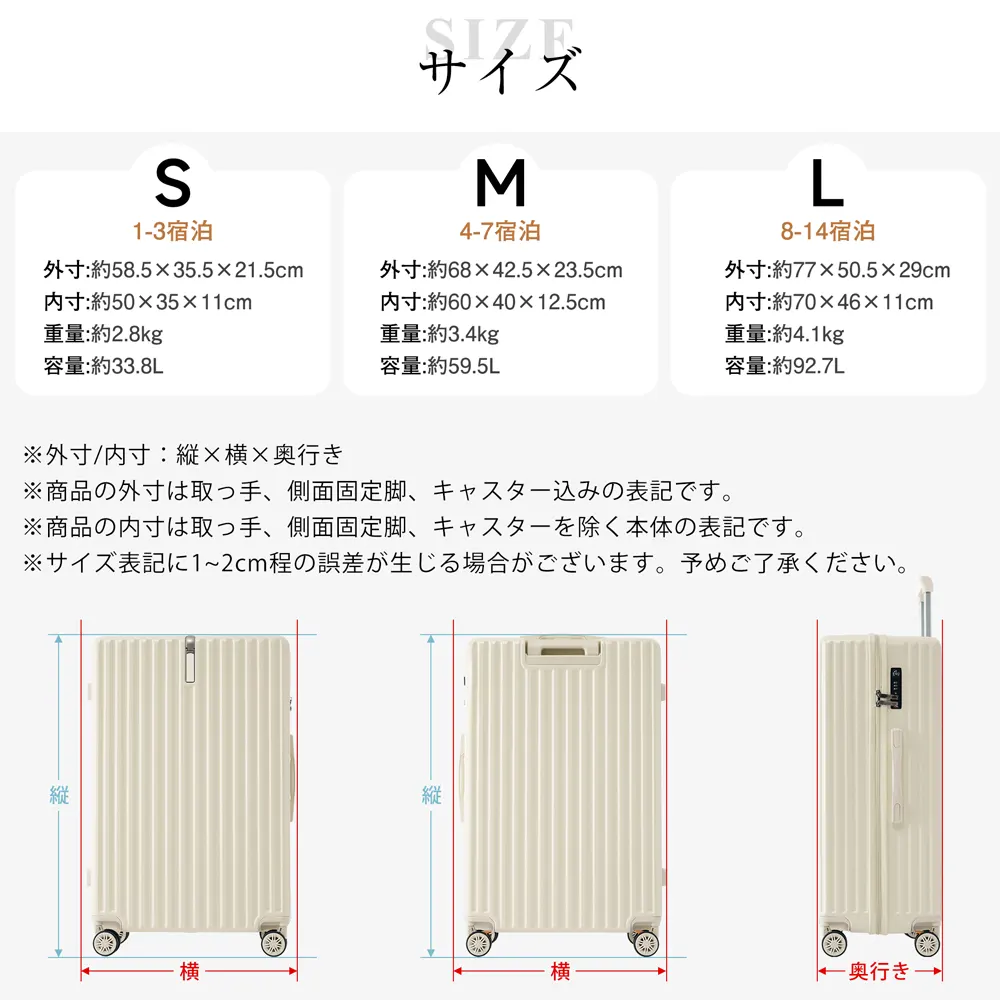 SIZE
サイズ
S
1-3宿泊
外寸:約58.5×35.5×21.5cm
内寸:約50×35×11cm
重量:約2.8kg
容量:約33.8L
M
4-7宿泊
外寸:約68×42.5×23.5cm
内寸:約60×40×12.5cm
重量:約3.4kg
容量:約59.5L
L
8-14宿泊
外寸:約77×50.5×29cm
内寸:約70×46×11cm
重量:約4.1kg
容量:約92.7L
※外寸/内寸：縦×横×奥行き
※商品の外寸は取っ手、側面固定脚、キャスター込みの表記です。
※商品の内寸は取っ手、側面固定脚、キャスターを除く本体の表記です。
※サイズ表記に1~2cm程の誤差が生じる場合がございます。予めご了承ください。
縦
横
縦
横
奥行き